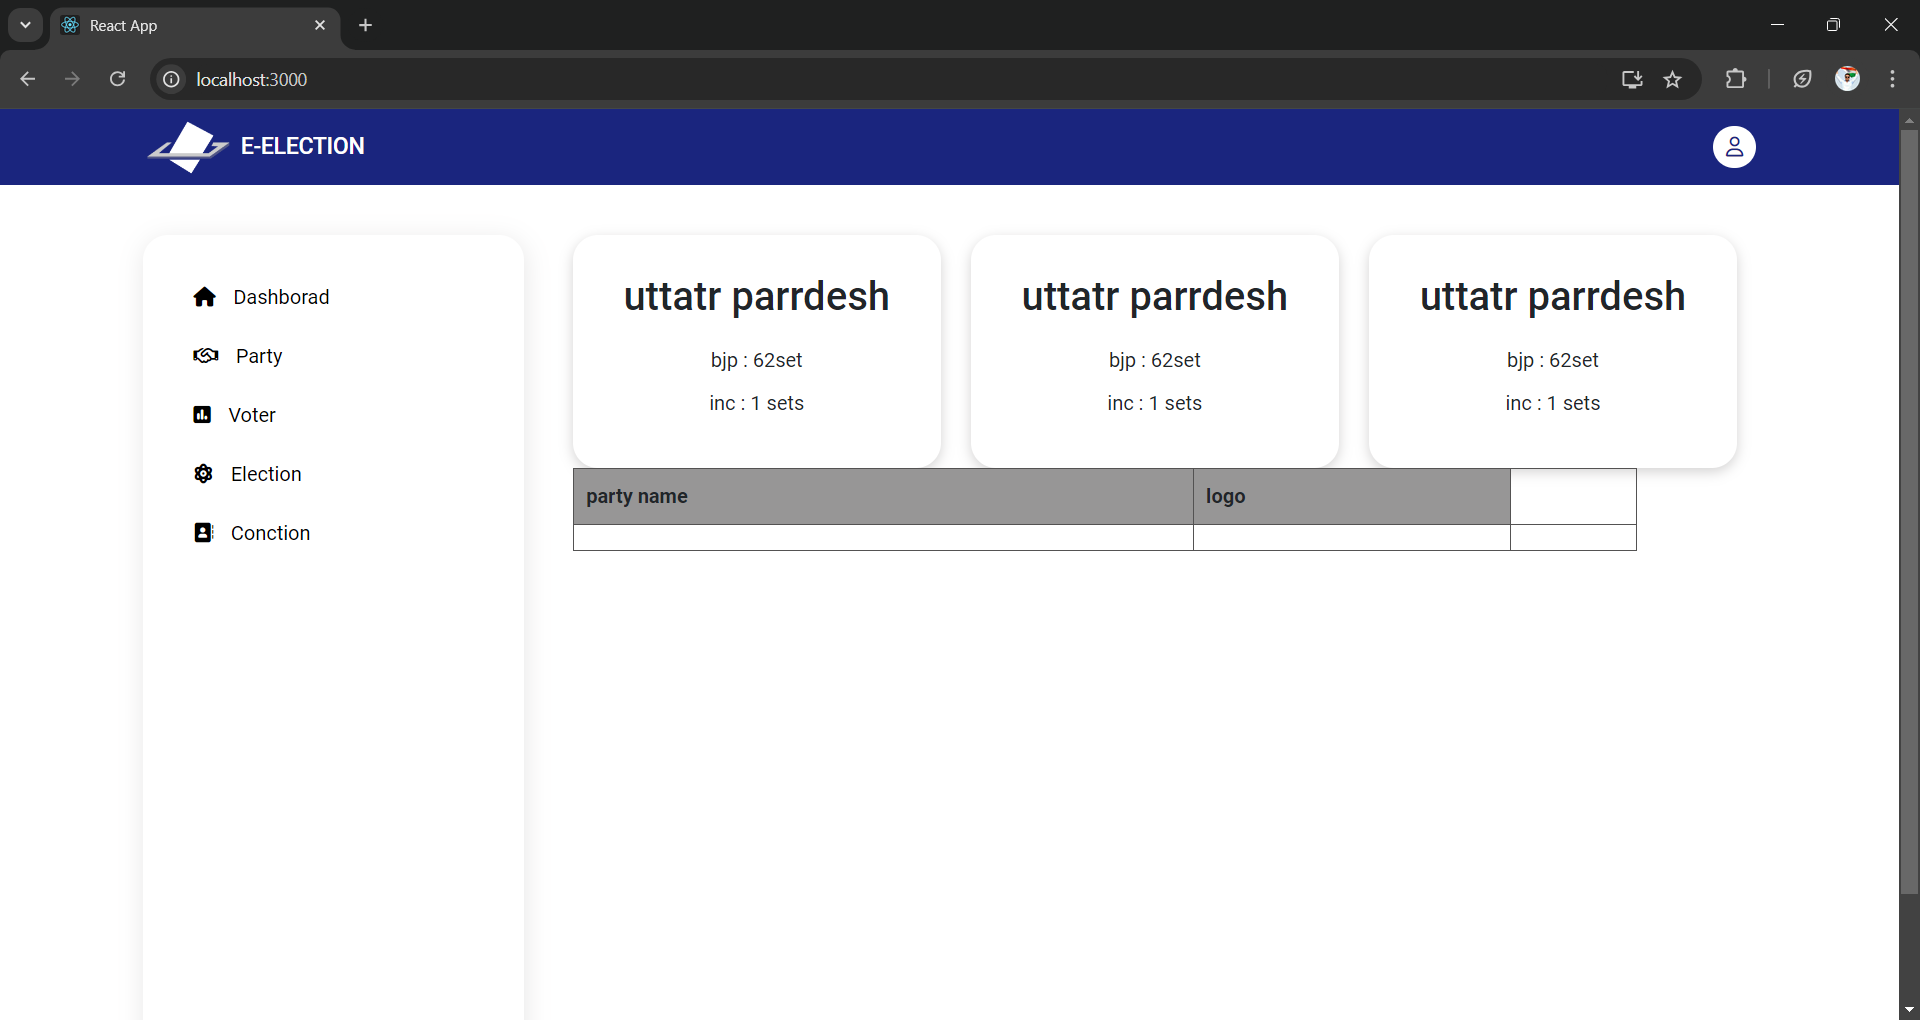 React App
localhost:3000
E-ELECTION
Dashborad
Party
Voter
Election
Conction
uttatr parrdesh
bjp : 62set
inc : 1 sets
uttatr parrdesh
bjp : 62set
inc : 1 sets
uttatr parrdesh
bjp : 62set
inc : 1 sets
party name
logo